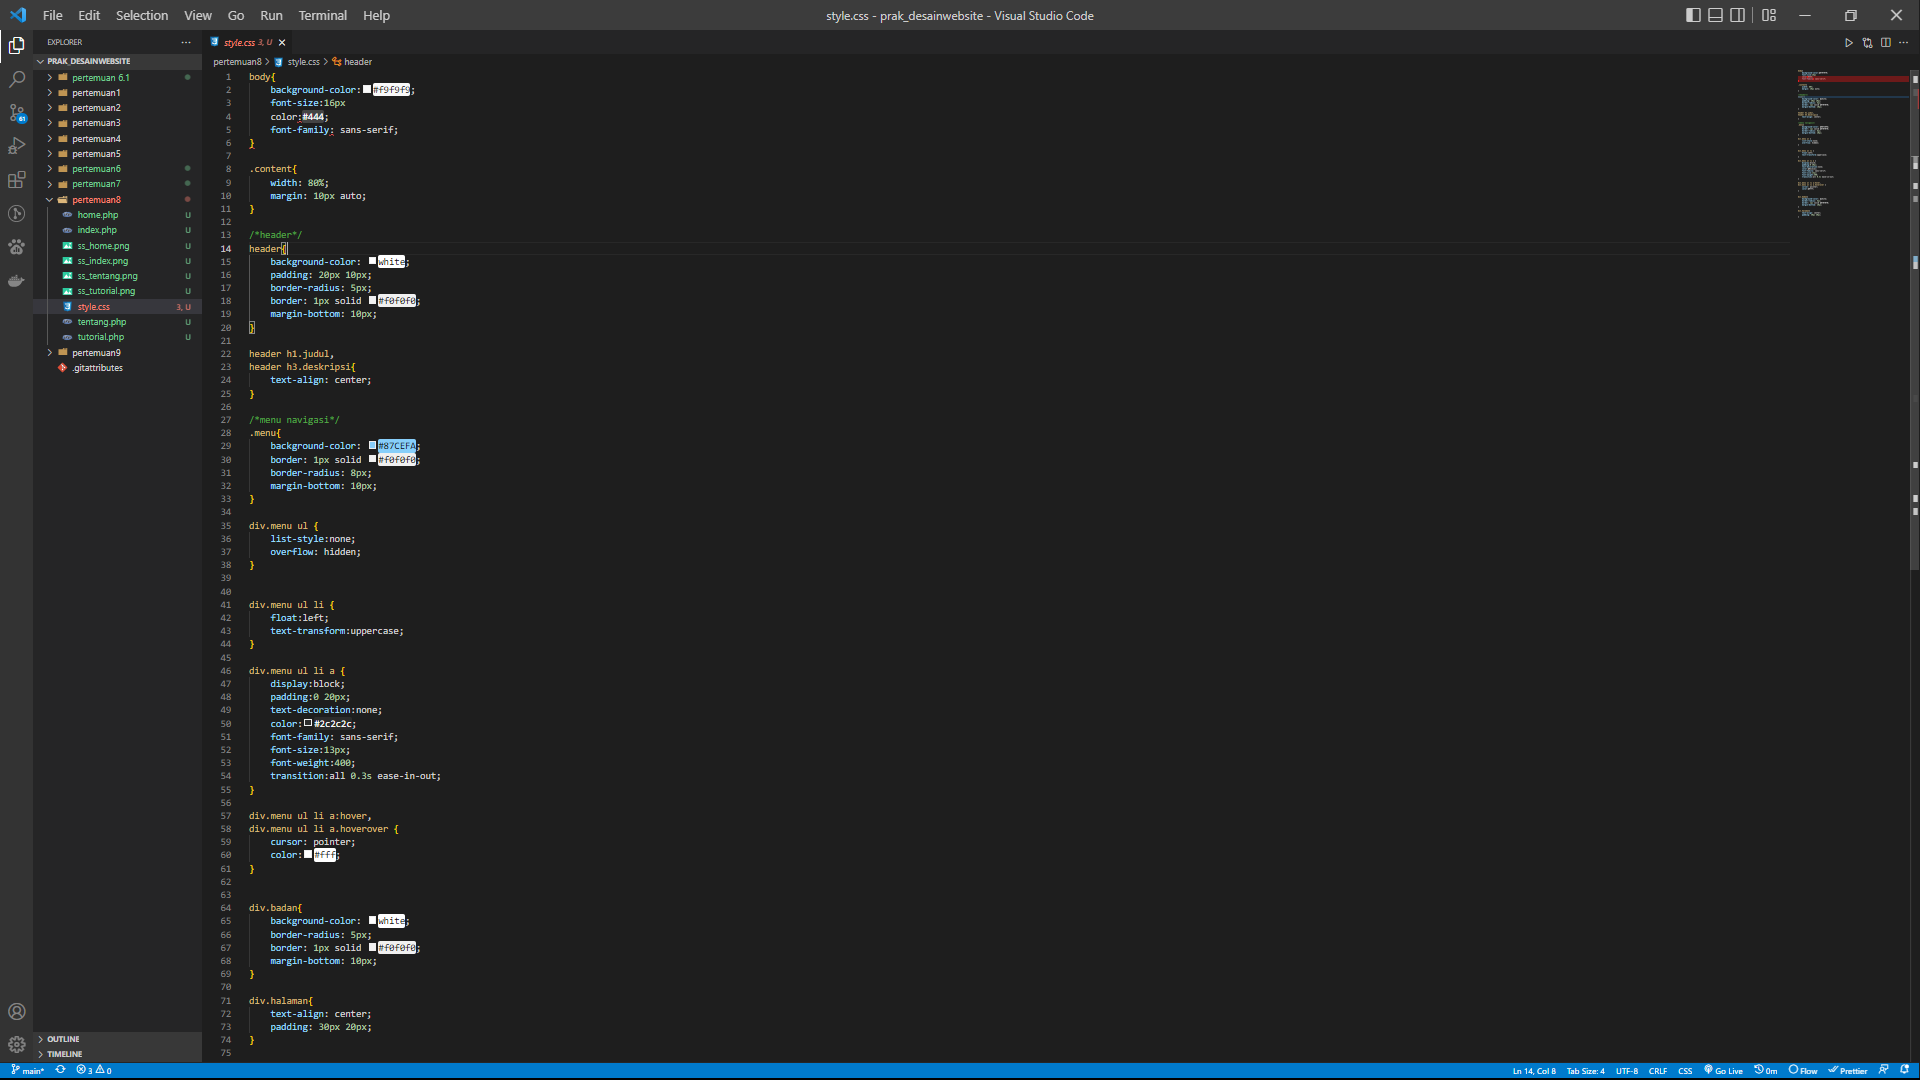 File Edit Selection View Go Run Terminal Help
style.css - prak_desainwebsite - Visual Studio Code
EXPLORER
PRAK_DESAINWEBSITE
pertemuan 6.1
pertemuan1
pertemuan2
pertemuan3
pertemuan4
pertemuan5
pertemuan6
pertemuan7
pertemuan8
home.php U
index.php U
ss_home.png U
ss_index.png U
ss_tentang.png U
ss_tutorial.png U
style.css 3, U
tentang.php U
tutorial.php U
pertemuan9
.gitattributes
OUTLINE
TIMELINE
61
style.css 3, U
pertemuan8 > style.css > header
1 body{
2 background-color: #f9f9f9;
3 font-size:16px
4 color:#444;
5 font-family: sans-serif;
6 }
7
8 .content{
9 width: 80%;
10 margin: 10px auto;
11 }
12
13 /*header*/
14 header{
15 background-color: white;
16 padding: 20px 10px;
17 border-radius: 5px;
18 border: 1px solid #f0f0f0;
19 margin-bottom: 10px;
20 }
21
22 header h1.judul,
23 header h3.deskripsi{
24 text-align: center;
25 }
26
27 /*menu navigasi*/
28 .menu{
29 background-color: #87CEFA;
30 border: 1px solid #f0f0f0;
31 border-radius: 8px;
32 margin-bottom: 10px;
33 }
34
35 div.menu ul {
36 list-style:none;
37 overflow: hidden;
38 }
39
40
41 div.menu ul li {
42 float:left;
43 text-transform:uppercase;
44 }
45
46 div.menu ul li a {
47 display:block;
48 padding:0 20px;
49 text-decoration:none;
50 color:#2c2c2c;
51 font-family: sans-serif;
52 font-size:13px;
53 font-weight:400;
54 transition:all 0.3s ease-in-out;
55 }
56
57 div.menu ul li a:hover,
58 div.menu ul li a.hoverover {
59 cursor: pointer;
60 color:#fff;
61 }
62
63
64 div.badan{
65 background-color: white;
66 border-radius: 5px;
67 border: 1px solid #f0f0f0;
68 margin-bottom: 10px;
69 }
70
71 div.halaman{
72 text-align: center;
73 padding: 30px 20px;
74 }
75
main* 3 0
Ln 14, Col 8 Tab Size: 4 UTF-8 CRLF CSS Go Live 0m Flow Prettier